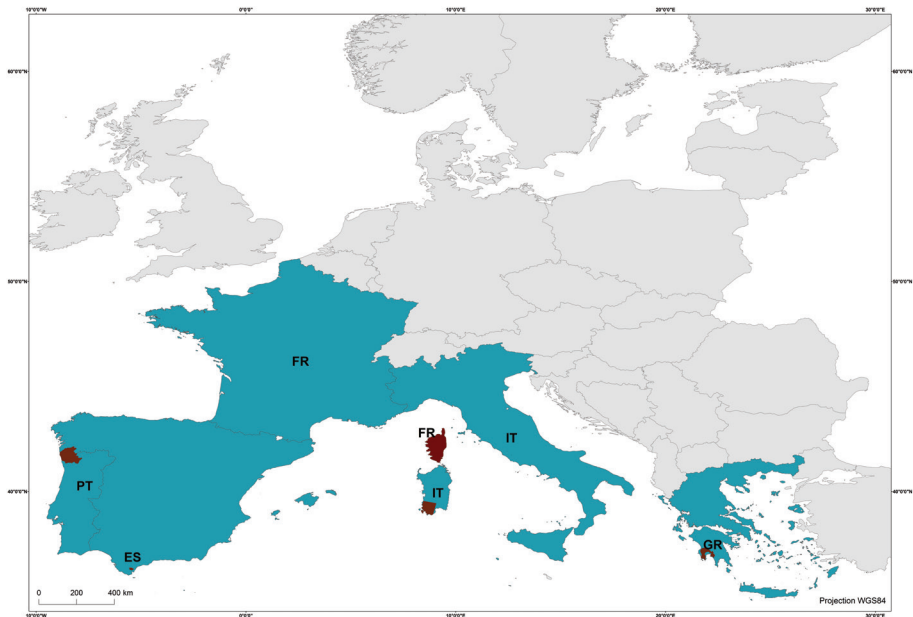 10°0'0"W 0°0'0" 10°0'0"E 20°0'0"E 30°0'0"E
60°0'0"N 60°0'0"N
50°0'0"N 50°0'0"N
FR
FR
IT
40°0'0"N 40°0'0"N
PT
IT
GR
ES
0 200 400 km
Projection WGS84
10°0'0"W 0°0'0" 10°0'0"E 20°0'0"E 30°0'0"E